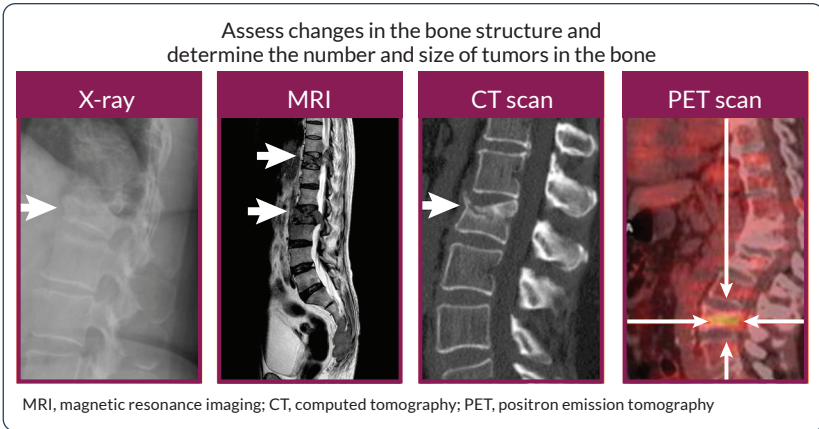 Assess changes in the bone structure and
determine the number and size of tumors in the bone
X-ray
MRI
CT scan
PET scan
MRI, magnetic resonance imaging; CT, computed tomography; PET, positron emission tomography